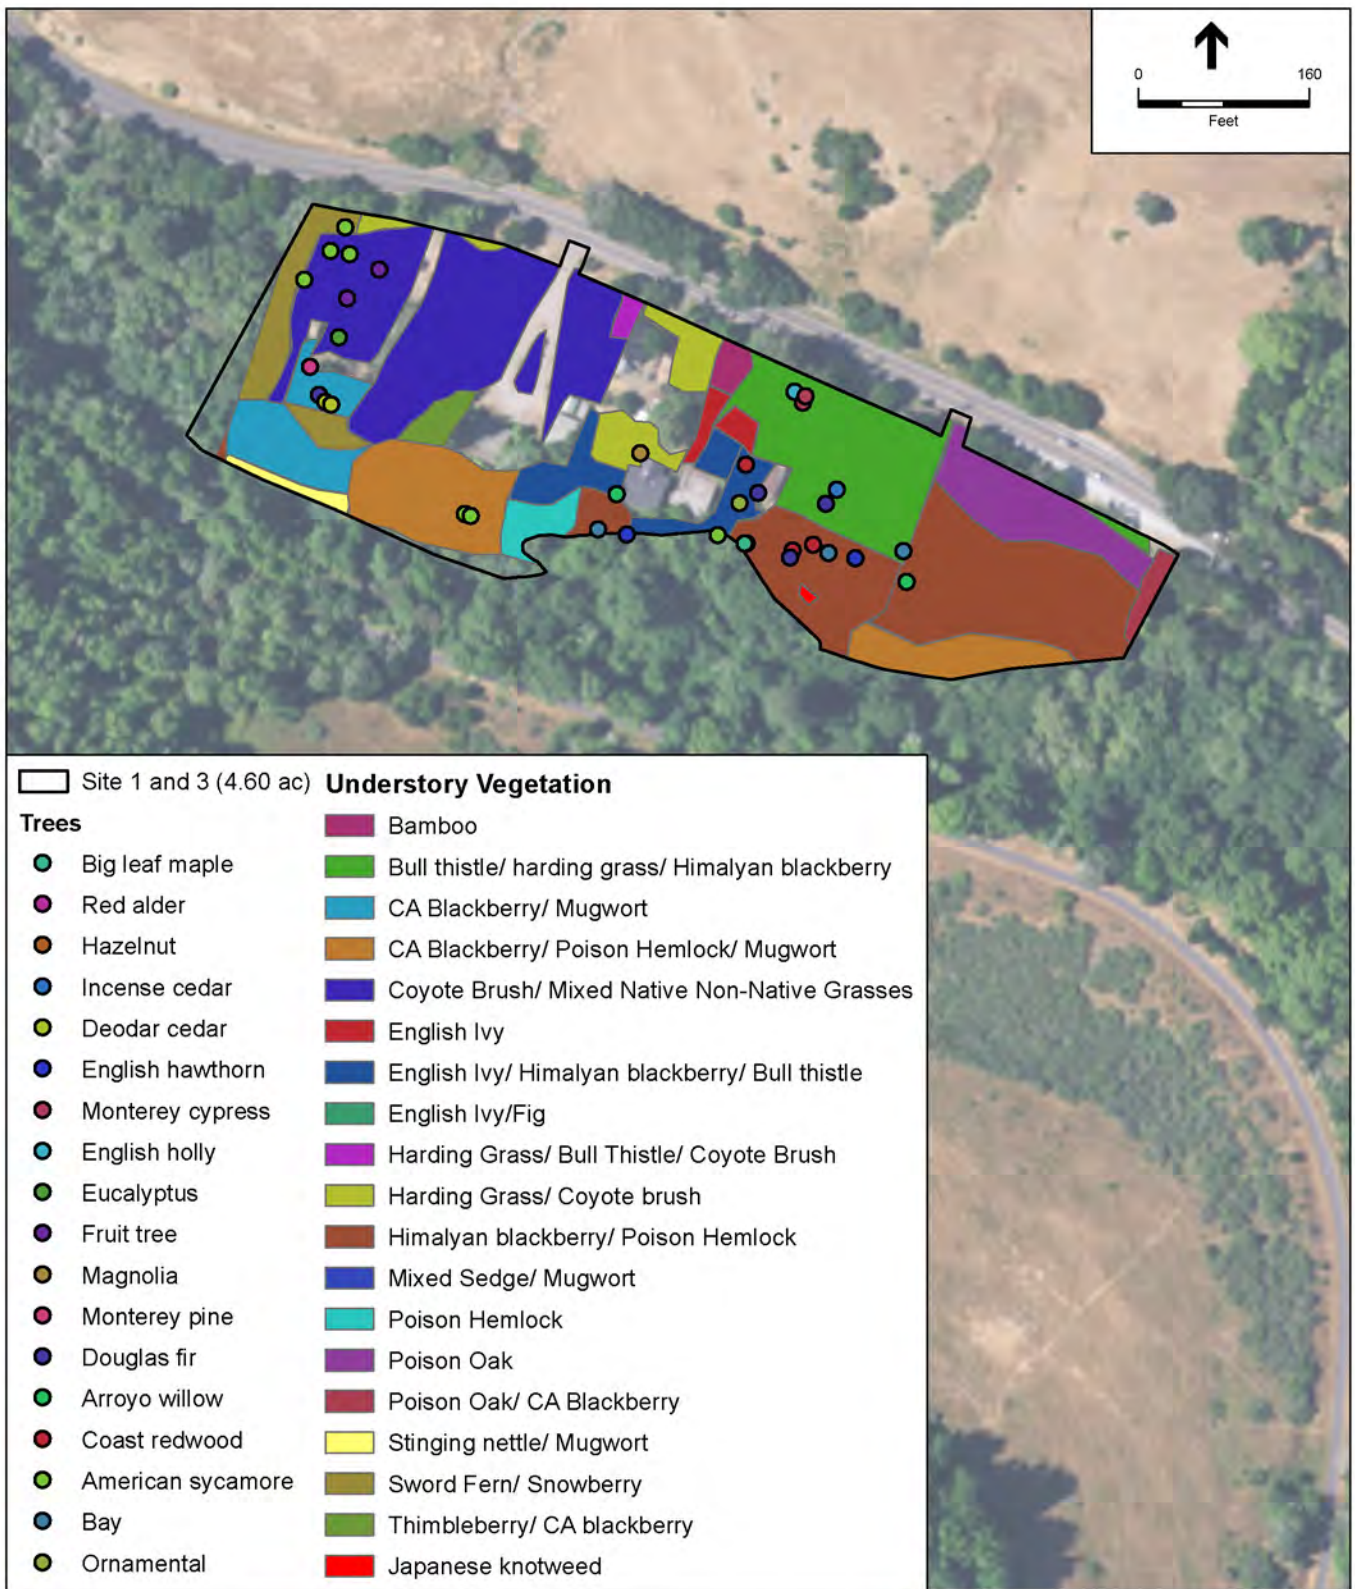 0 160
Feet
Site 1 and 3 (4.60 ac)
Trees
Big leaf maple
Red alder
Hazelnut
Incense cedar
Deodar cedar
English hawthorn
Monterey cypress
English holly
Eucalyptus
Fruit tree
Magnolia
Monterey pine
Douglas fir
Arroyo willow
Coast redwood
American sycamore
Bay
Ornamental
Understory Vegetation
Bamboo
Bull thistle/ harding grass/ Himalyan blackberry
CA Blackberry/ Mugwort
CA Blackberry/ Poison Hemlock/ Mugwort
Coyote Brush/ Mixed Native Non-Native Grasses
English Ivy
English Ivy/ Himalyan blackberry/ Bull thistle
English Ivy/Fig
Harding Grass/ Bull Thistle/ Coyote Brush
Harding Grass/ Coyote brush
Himalyan blackberry/ Poison Hemlock
Mixed Sedge/ Mugwort
Poison Hemlock
Poison Oak
Poison Oak/ CA Blackberry
Stinging nettle/ Mugwort
Sword Fern/ Snowberry
Thimbleberry/ CA blackberry
Japanese knotweed